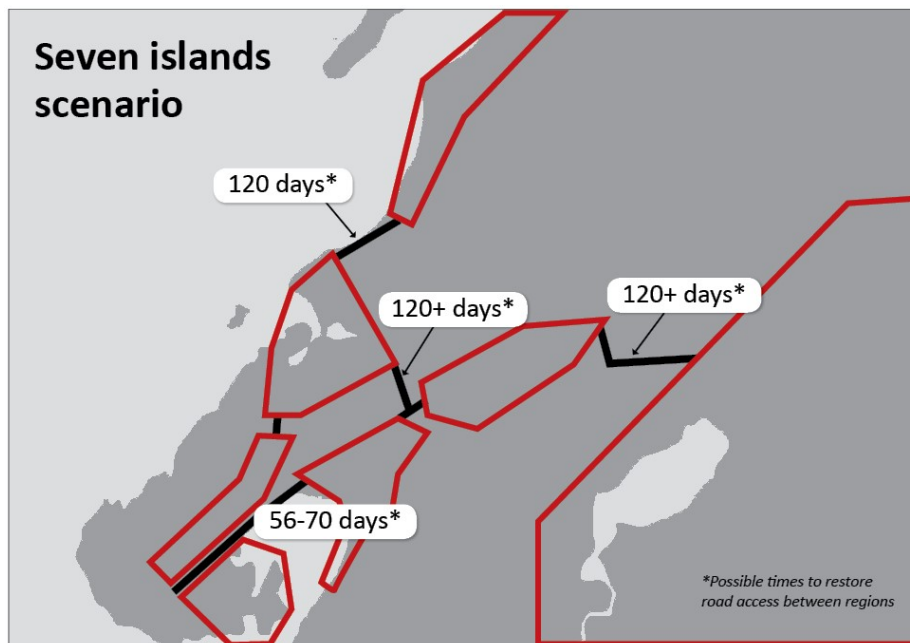 Seven islands
scenario
120 days*
120+ days*
120+ days*
56-70 days*
*Possible times to restore
road access between regions